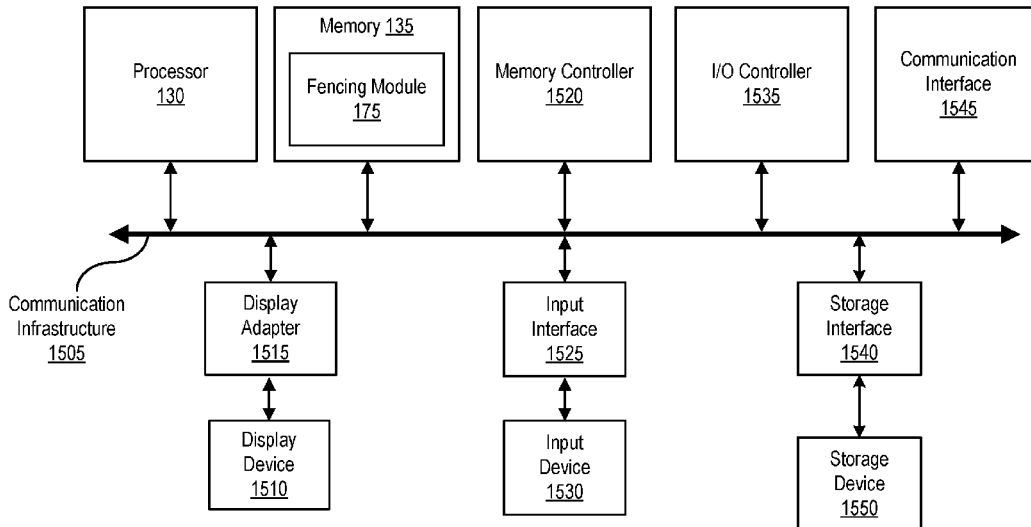 Processor
130
Memory 135
Fencing Module
175
Memory Controller
1520
I/O Controller
1535
Communication
Interface
1545
Communication
Infrastructure
1505
Display
Adapter
1515
Input
Interface
1525
Storage
Interface
1540
Display
Device
1510
Input
Device
1530
Storage
Device
1550